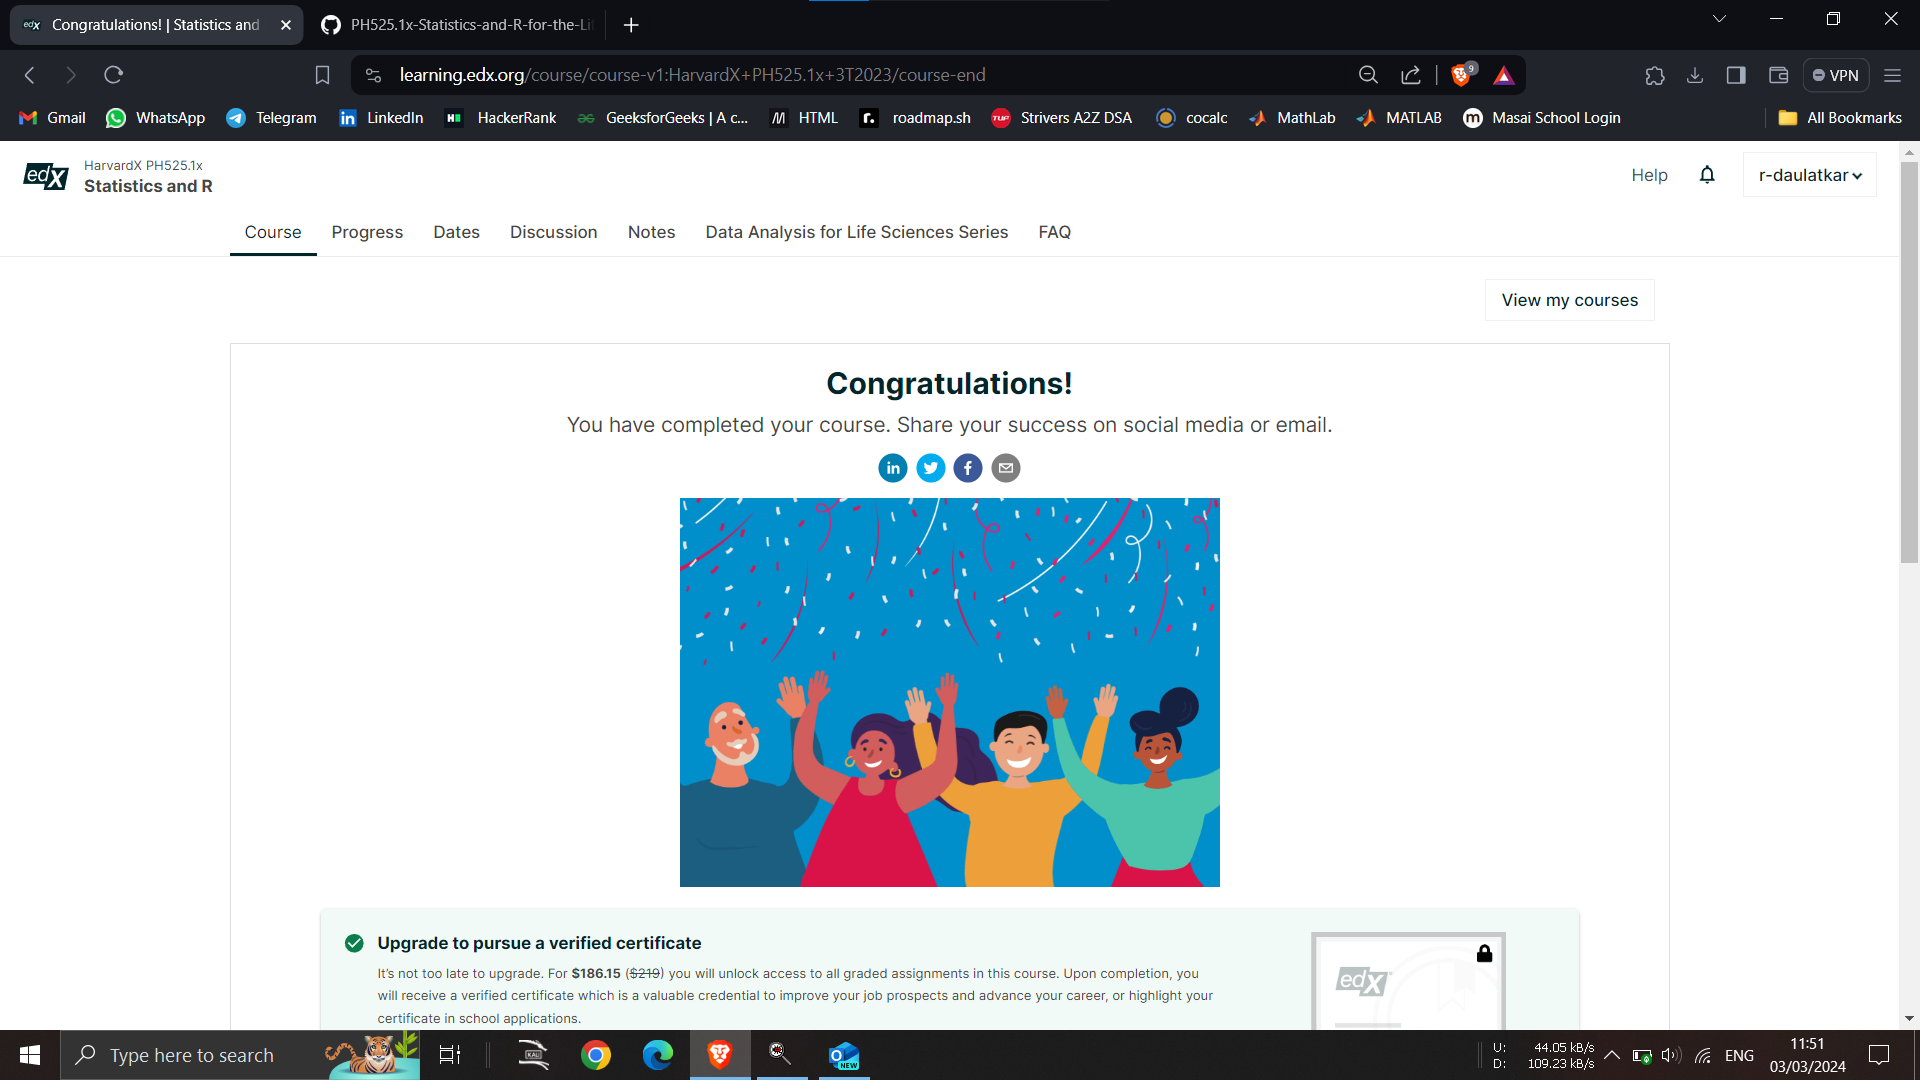 edX Congratulations! | Statistics and
PH525.1x-Statistics-and-R-for-the-Li
learning.edx.org/course/course-v1:HarvardX+PH525.1x+3T2023/course-end
9
VPN
Gmail WhatsApp Telegram LinkedIn HackerRank GeeksforGeeks | A c... HTML roadmap.sh Strivers A2Z DSA cocalc MathLab MATLAB Masai School Login All Bookmarks
edX
HarvardX PH525.1x
Statistics and R
Help
r-daulatkar
Course Progress Dates Discussion Notes Data Analysis for Life Sciences Series FAQ
View my courses
Congratulations!
You have completed your course. Share your success on social media or email.
Upgrade to pursue a verified certificate
It's not too late to upgrade. For $186.15 ($219) you will unlock access to all graded assignments in this course. Upon completion, you
will receive a verified certificate which is a valuable credential to improve your job prospects and advance your career, or highlight your
certificate in school applications.
edX
Type here to search
NEW
U: 44.05 kB/s
D: 109.23 kB/s
ENG
11:51
03/03/2024